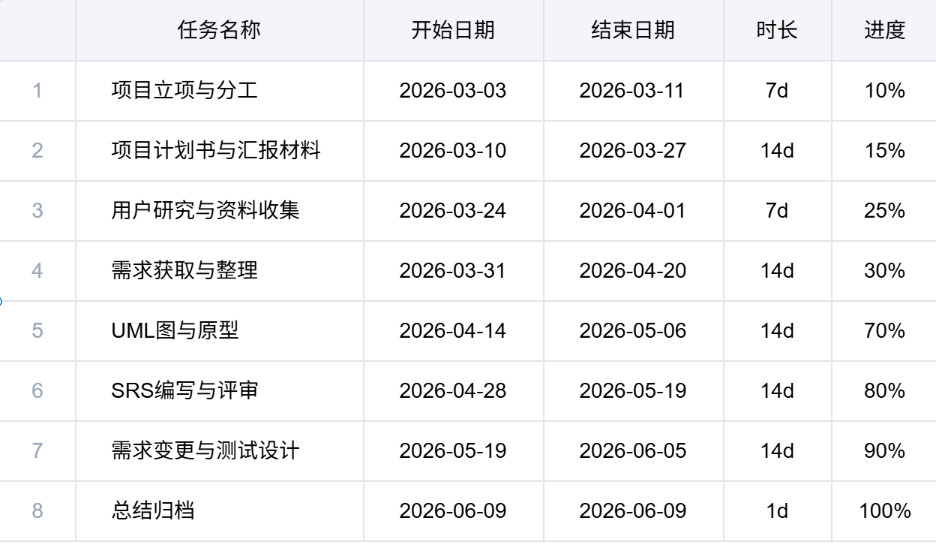 任务名称 开始日期 结束日期 时长 进度
1 项目立项与分工 2026-03-03 2026-03-11 7d 10%
2 项目计划书与汇报材料 2026-03-10 2026-03-27 14d 15%
3 用户研究与资料收集 2026-03-24 2026-04-01 7d 25%
4 需求获取与整理 2026-03-31 2026-04-20 14d 30%
5 UML图与原型 2026-04-14 2026-05-06 14d 70%
6 SRS编写与评审 2026-04-28 2026-05-19 14d 80%
7 需求变更与测试设计 2026-05-19 2026-06-05 14d 90%
8 总结归档 2026-06-09 2026-06-09 1d 100%